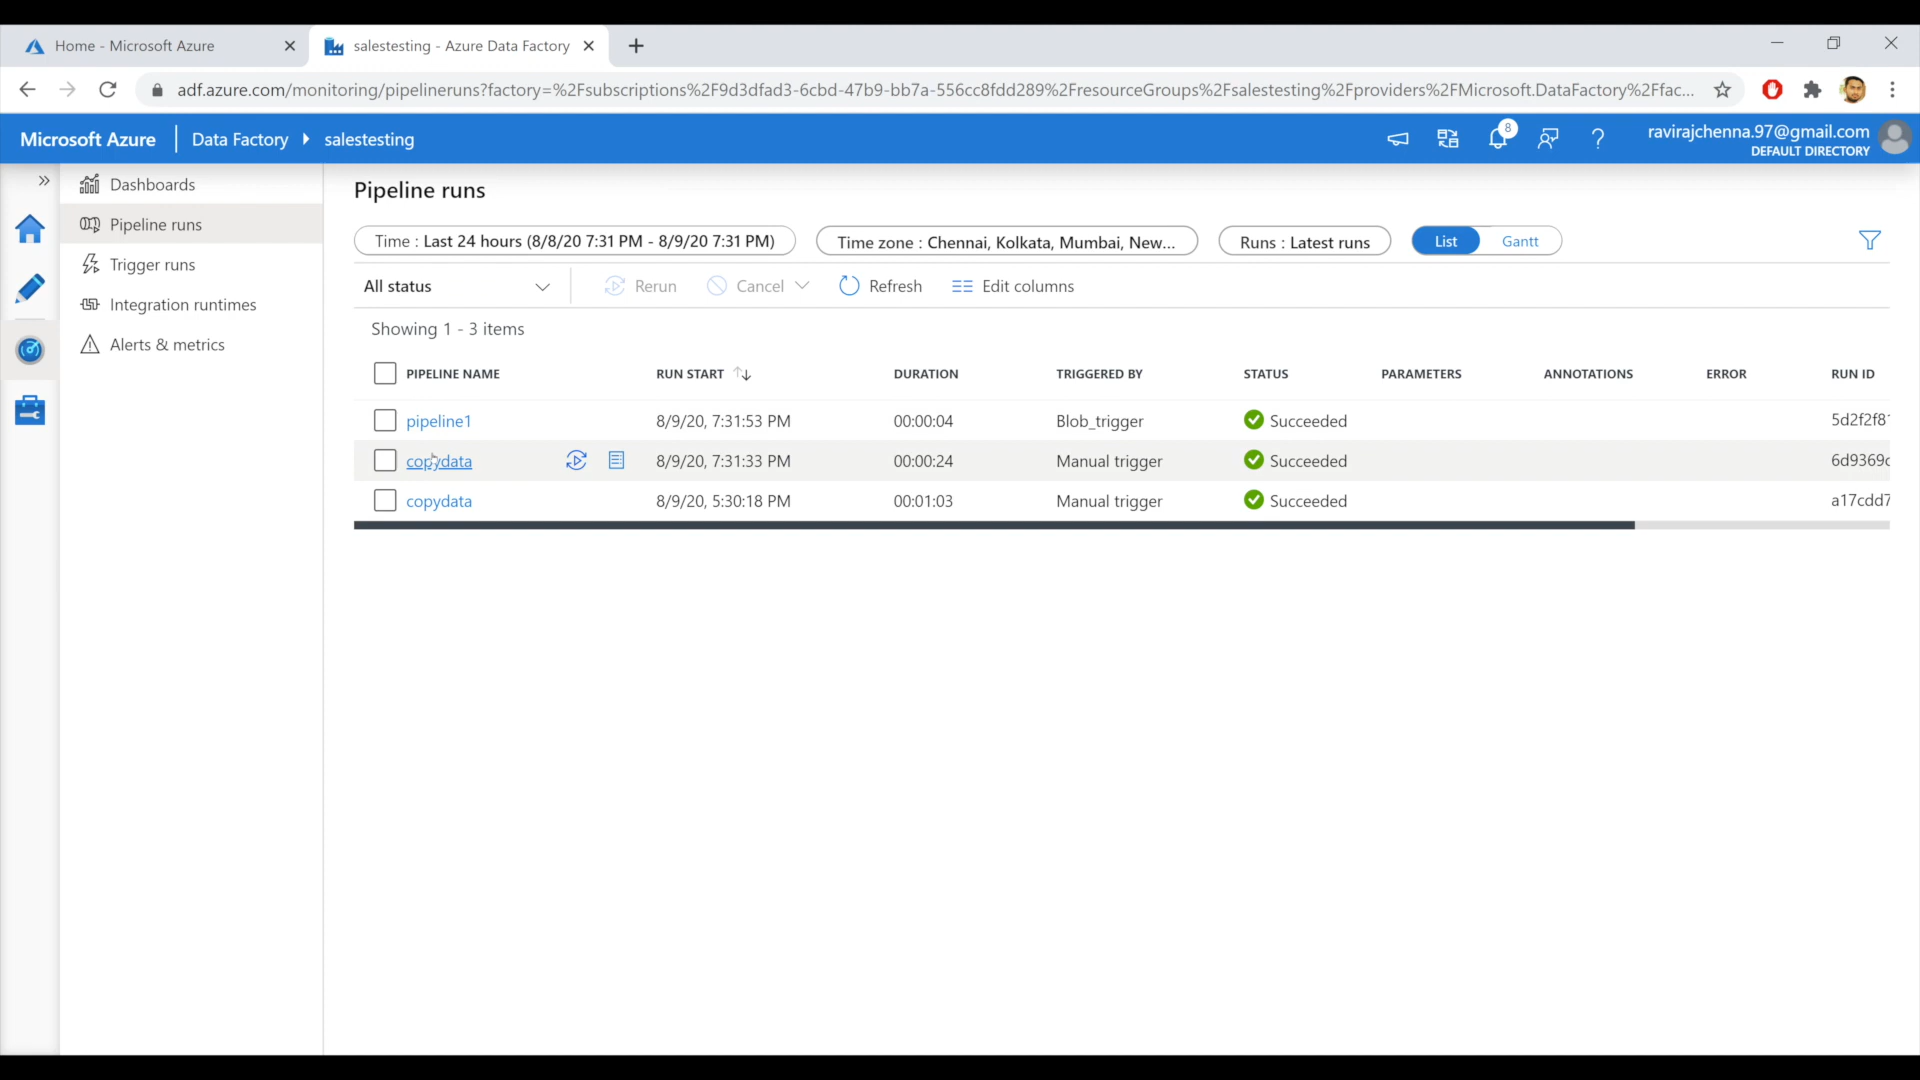 Home - Microsoft Azure
salestesting - Azure Data Factory
adf.azure.com/monitoring/pipelineruns?factory=%2Fsubscriptions%2F9d3dfad3-6cbd-47b9-bb7a-556cc8fdd289%2FresourceGroups%2Fsalestesting%2Fproviders%2FMicrosoft.DataFactory%2Ffac...
Microsoft Azure Data Factory salestesting
8
ravirajchenna.97@gmail.com
DEFAULT DIRECTORY
Dashboards
Pipeline runs
Trigger runs
Integration runtimes
Alerts & metrics
Pipeline runs
Time : Last 24 hours (8/8/20 7:31 PM - 8/9/20 7:31 PM) Time zone : Chennai, Kolkata, Mumbai, New... Runs : Latest runs List Gantt
All status Rerun Cancel Refresh Edit columns
Showing 1 - 3 items
PIPELINE NAME RUN START DURATION TRIGGERED BY STATUS PARAMETERS ANNOTATIONS ERROR RUN ID
pipeline1 8/9/20, 7:31:53 PM 00:00:04 Blob_trigger Succeeded 5d2f2f81
copydata 8/9/20, 7:31:33 PM 00:00:24 Manual trigger Succeeded 6d9369c
copydata 8/9/20, 5:30:18 PM 00:01:03 Manual trigger Succeeded a17cdd7